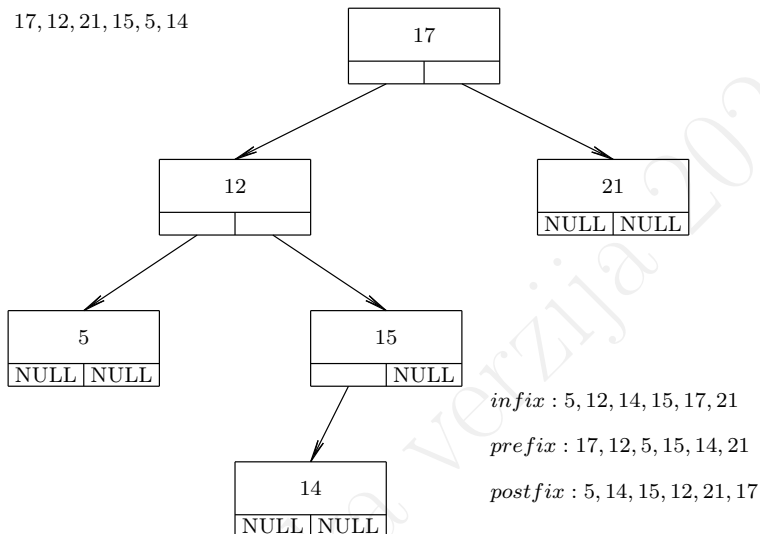 17, 12, 21, 15, 5, 14
17
12
21
NULL NULL
5
15
NULL NULL
NULL
infix : 5, 12, 14, 15, 17, 21
prefix : 17, 12, 5, 15, 14, 21
postfix : 5, 14, 15, 12, 21, 17
14
NULL NULL
verzija